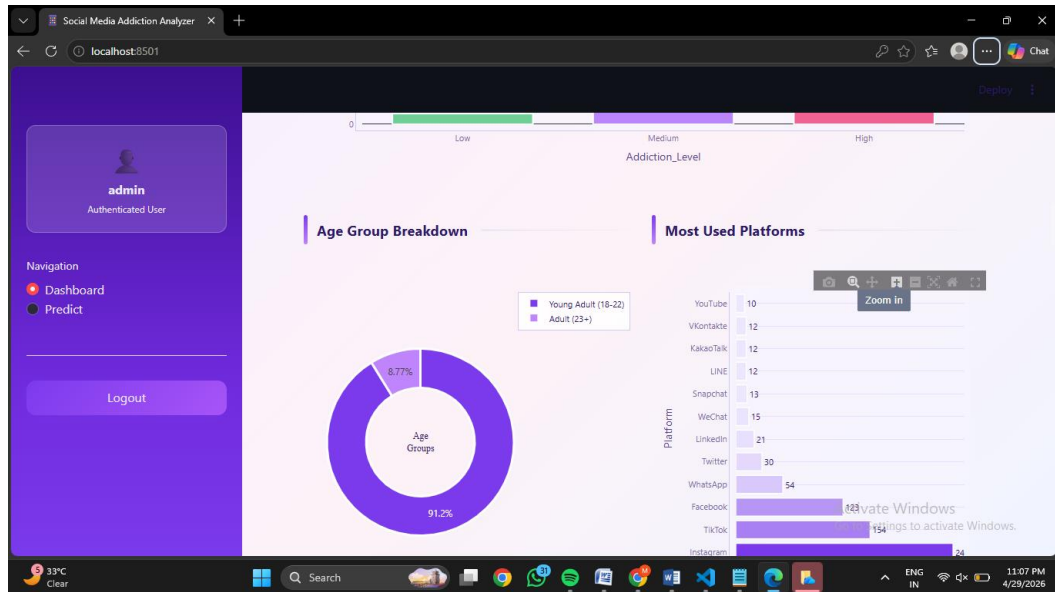 Social Media Addiction Analyzer
localhost:8501
Chat
Deploy
admin
Authenticated User
Navigation
Dashboard
Predict
Logout
0
Low Medium High
Addiction_Level
Age Group Breakdown
Young Adult (18-22)
Adult (23+)
8.77%
Age
Groups
91.2%
Most Used Platforms
Zoom in
Platform
YouTube 10
VKontakte 12
KakaoTalk 12
LINE 12
Snapchat 13
WeChat 15
LinkedIn 21
Twitter 30
WhatsApp 54
Facebook 123
TikTok 154
Instagram 24
Activate Windows
Go to Settings to activate Windows.
5
33°C
Clear
Search
ENG
IN
11:07 PM
4/29/2026